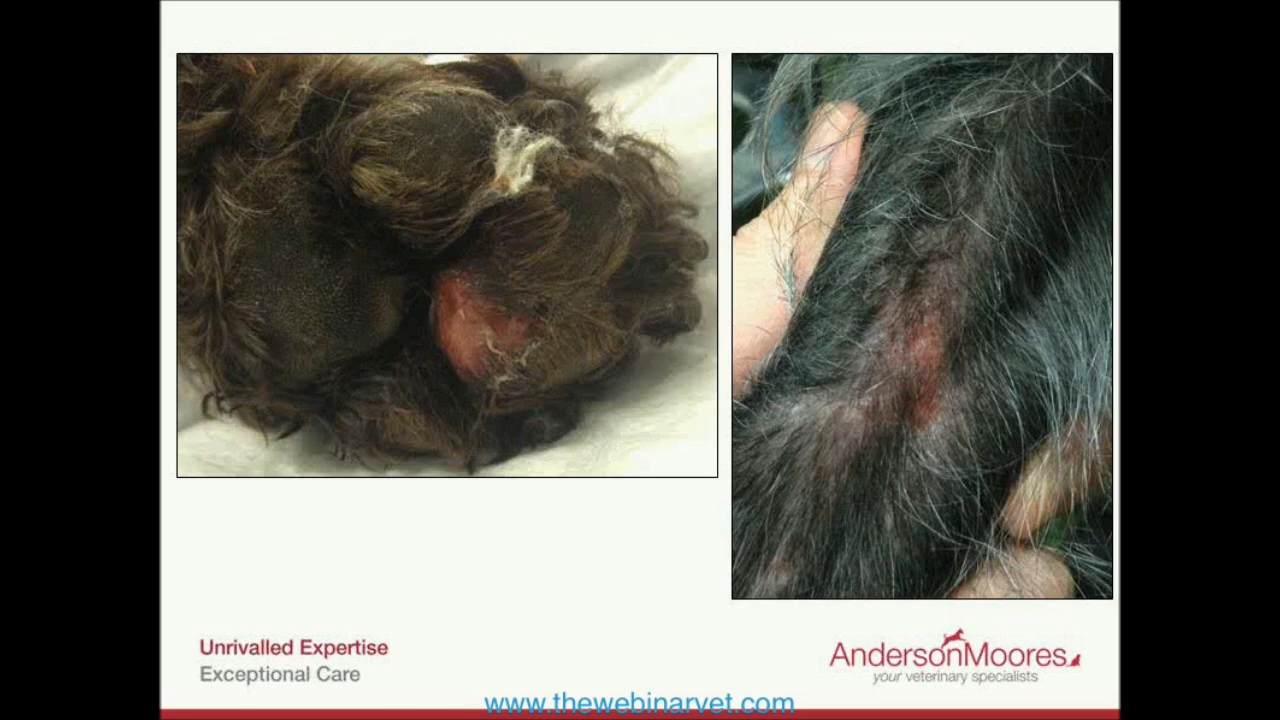 Unrivalled Expertise
Exceptional Care
AndersonMoores
your veterinary specialists
www.thewebinarvet.com